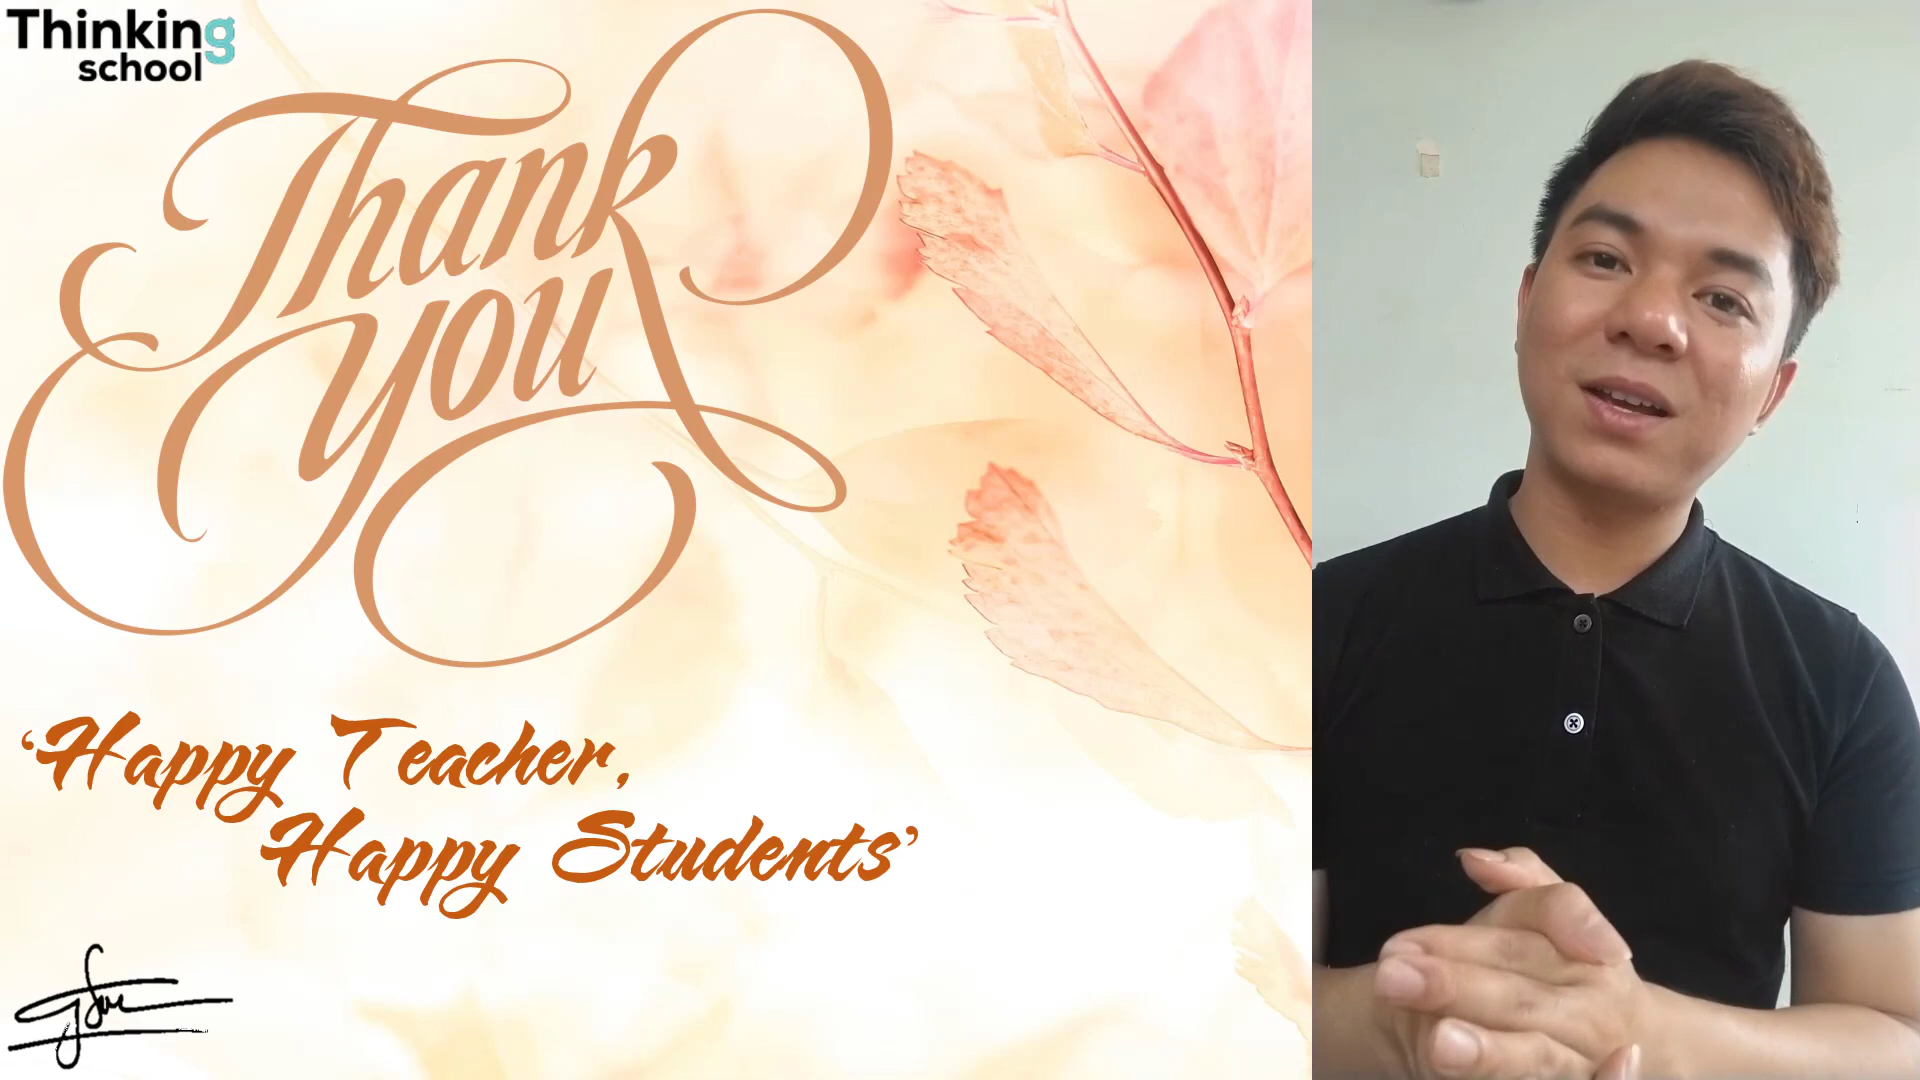 Thinking
school
Thank
you
‘Happy Teacher,
Happy Students’